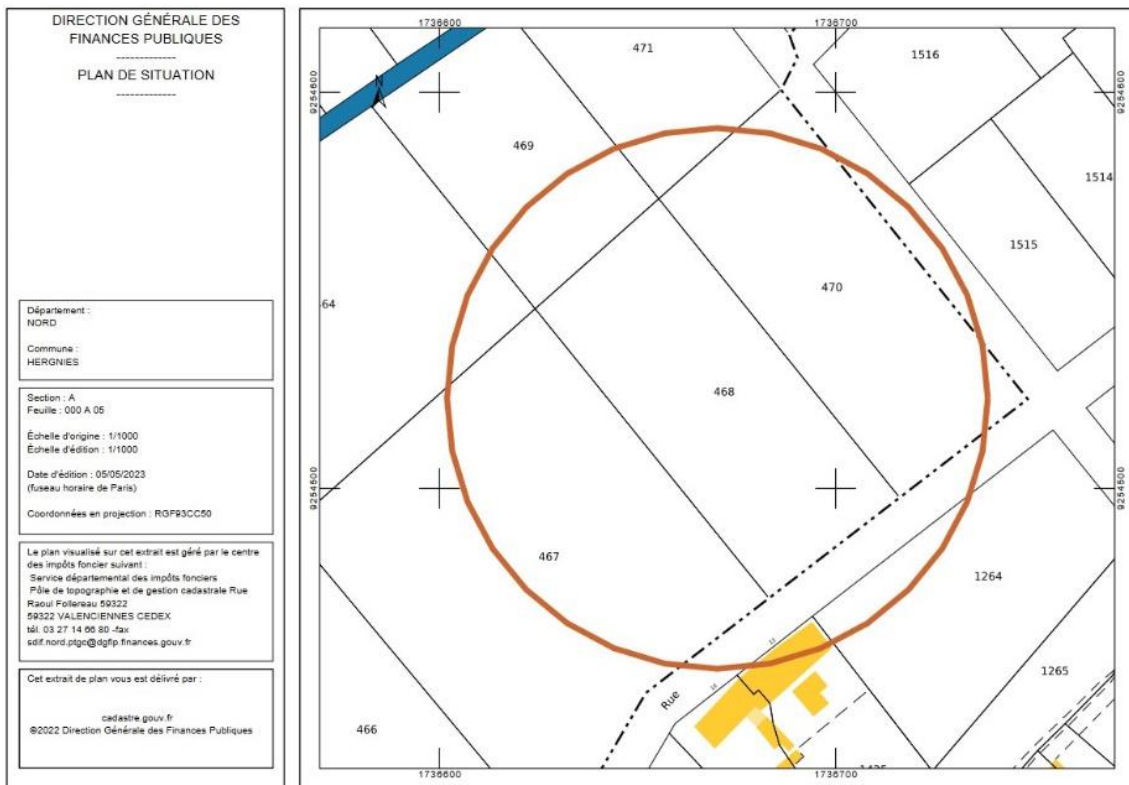 DIRECTION GÉNÉRALE DES
FINANCES PUBLIQUES
-------------
PLAN DE SITUATION
-------------
Département :
NORD
Commune :
HERGNIES
Section : A
Feuille : 000 A 05
Échelle d'origine : 1/1000
Échelle d'édition : 1/1000
Date d'édition : 05/05/2023
(fuseau horaire de Paris)
Coordonnées en projection : RGF93CC50
Le plan visualisé sur cet extrait est géré par le centre
des impôts foncier suivant :
Service départemental des impôts fonciers
Pôle de topographie et de gestion cadastrale Rue
Raoul Follereau 59322
59322 VALENCIENNES CEDEX
tél. 03 27 14 66 80 -fax
sdif.nord.ptgc@dgfip.finances.gouv.fr
Cet extrait de plan vous est délivré par :
cadastre.gouv.fr
©2022 Direction Générale des Finances Publiques
1736600
1736700
471
1516
N
9254600
9254600
469
1514
1515
470
64
468
9254500
9254500
467
1264
1265
Rue
466
1736600
1736700